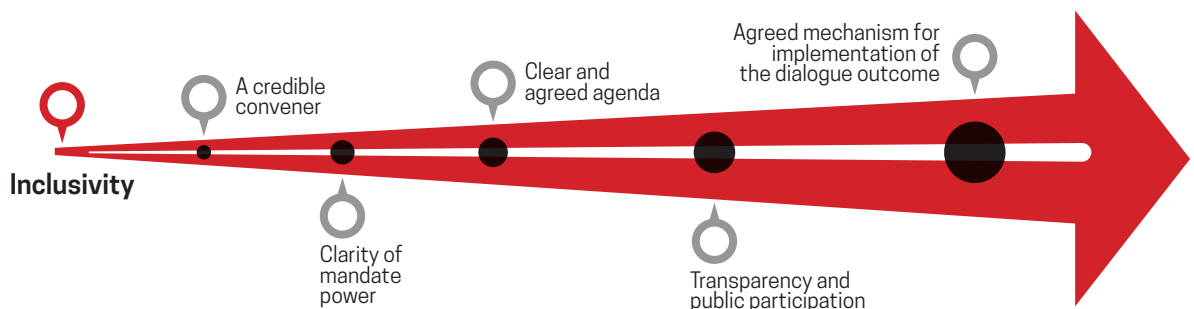 Inclusivity
A credible
convener
Clarity of
mandate
power
Clear and
agreed agenda
Transparency and
public participation
Agreed mechanism for
implementation of
the dialogue outcome